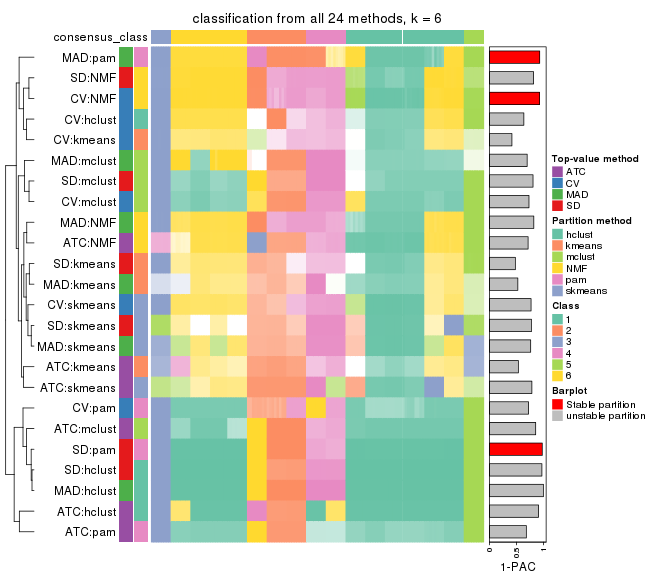 classification from all 24 methods, k = 6
consensus_class
MAD:pam
SD:NMF
CV:NMF
CV:hclust
CV:kmeans
MAD:mclust
SD:mclust
CV:mclust
MAD:NMF
ATC:NMF
SD:kmeans
MAD:kmeans
CV:skmeans
SD:skmeans
MAD:skmeans
ATC:kmeans
ATC:skmeans
CV:pam
ATC:mclust
SD:pam
SD:hclust
MAD:hclust
ATC:hclust
ATC:pam
0
0.5
1
1-PAC
Top-value method
ATC
CV
MAD
SD
Partition method
hclust
kmeans
mclust
NMF
pam
skmeans
Class
1
2
3
4
5
6
Barplot
Stable partition
unstable partition